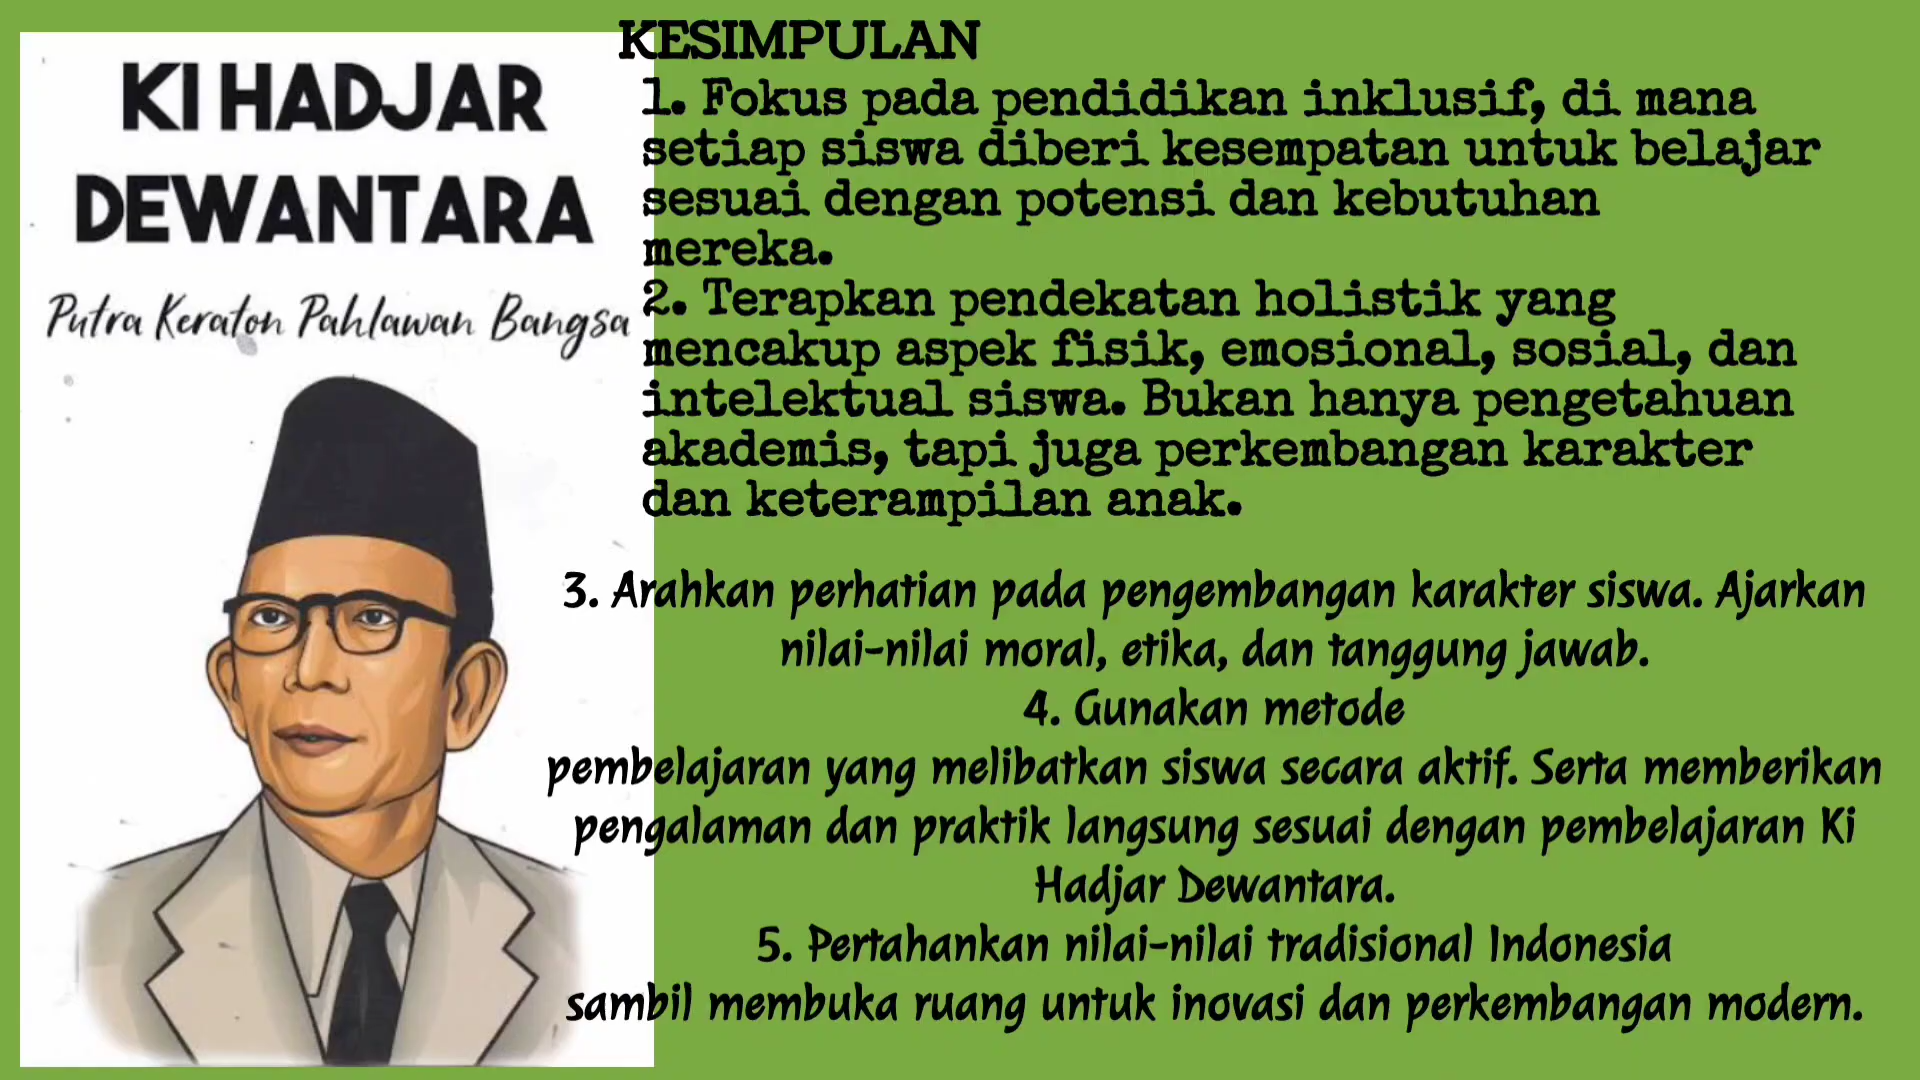 KI HADJAR
DEWANTARA
Putra Keraton Pahlawan Bangsa
KESIMPULAN
1. Fokus pada pendidikan inklusif, di mana
setiap siswa diberi kesempatan untuk belajar
sesuai dengan potensi dan kebutuhan
mereka.
2. Terapkan pendekatan holistik yang
mencakup aspek fisik, emosional, sosial, dan
intelektual siswa. Bukan hanya pengetahuan
akademis, tapi juga perkembangan karakter
dan keterampilan anak.
3. Arahkan perhatian pada pengembangan karakter siswa. Ajarkan
nilai-nilai moral, etika, dan tanggung jawab.
4. Gunakan metode
pembelajaran yang melibatkan siswa secara aktif. Serta memberikan
pengalaman dan praktik langsung sesuai dengan pembelajaran Ki
Hadjar Dewantara.
5. Pertahankan nilai-nilai tradisional Indonesia
sambil membuka ruang untuk inovasi dan perkembangan modern.